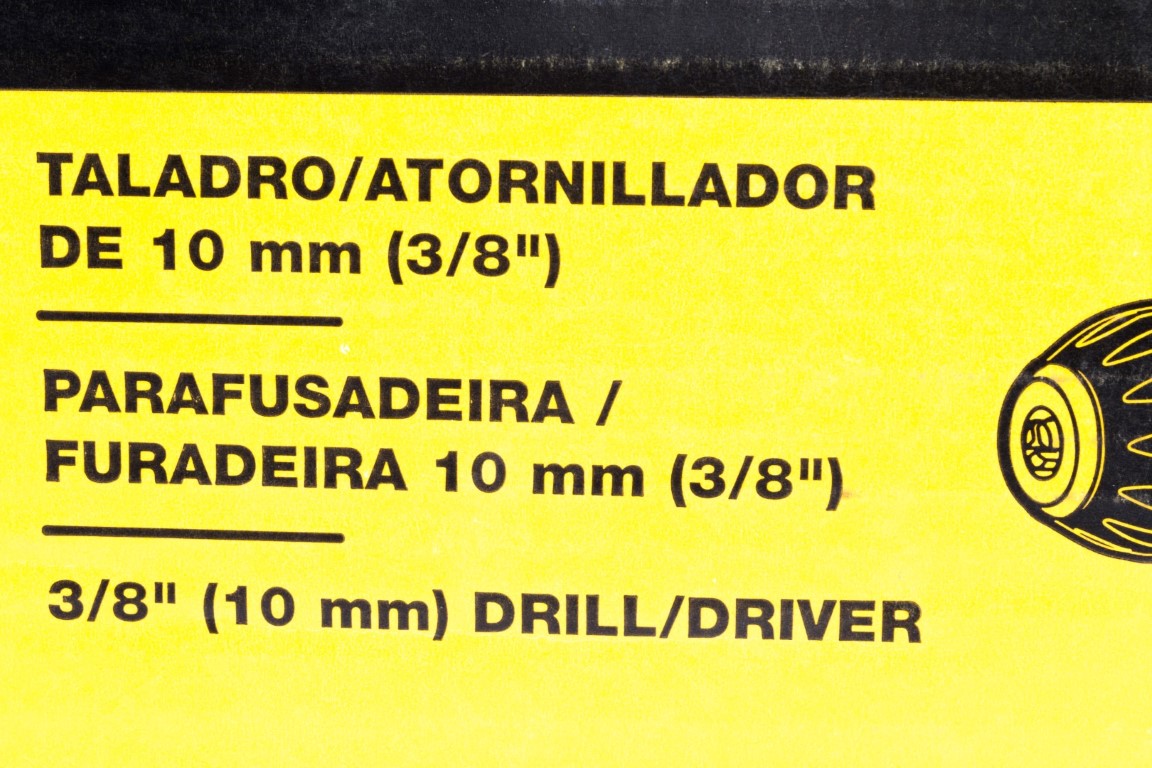 TALADRO/ATORNILLADOR
DE 10 mm (3/8")
PARAFUSADEIRA /
FURADEIRA 10 mm (3/8")
3/8" (10 mm) DRILL/DRIVER